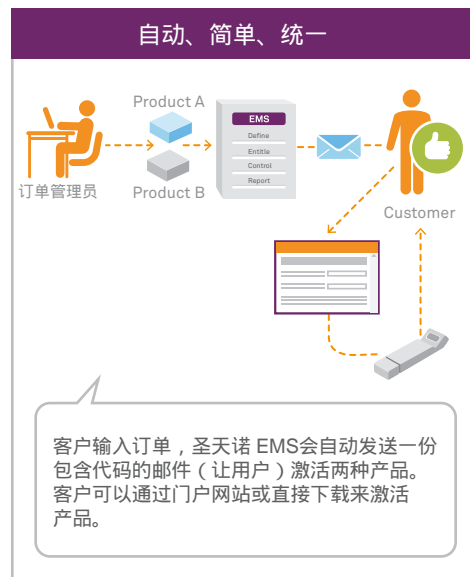 自动、简单、统一
Product A
EMS
Define
Entitle
Control
Report
Product B
订单管理员
Customer
客户输入订单，圣天诺 EMS会自动发送一份
包含代码的邮件（让用户）激活两种产品。
客户可以通过门户网站或直接下载来激活
产品。